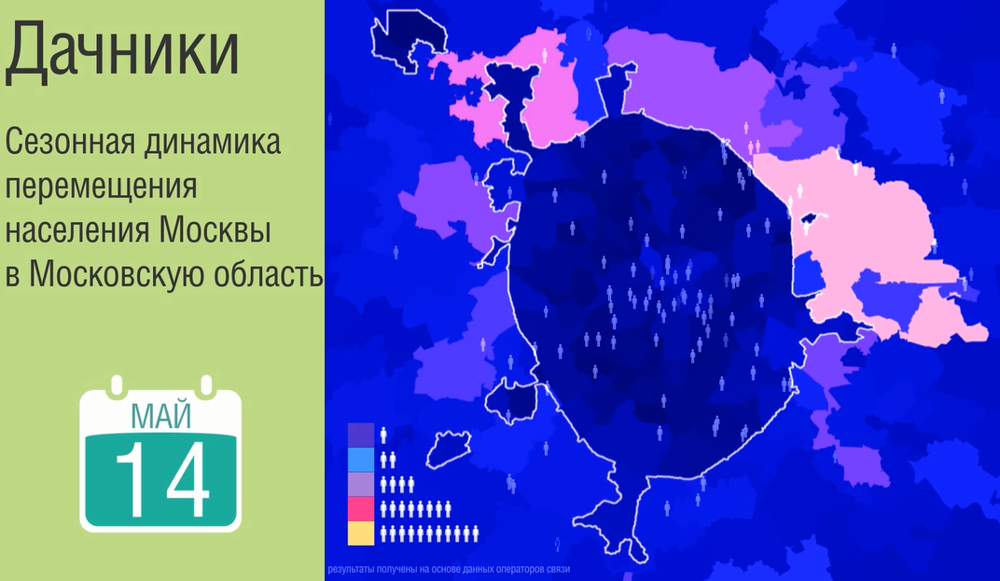 Дачники
Сезонная динамика
перемещения
населения Москвы
в Московскую область
МАЙ
14
результаты получены на основе данных операторов связи